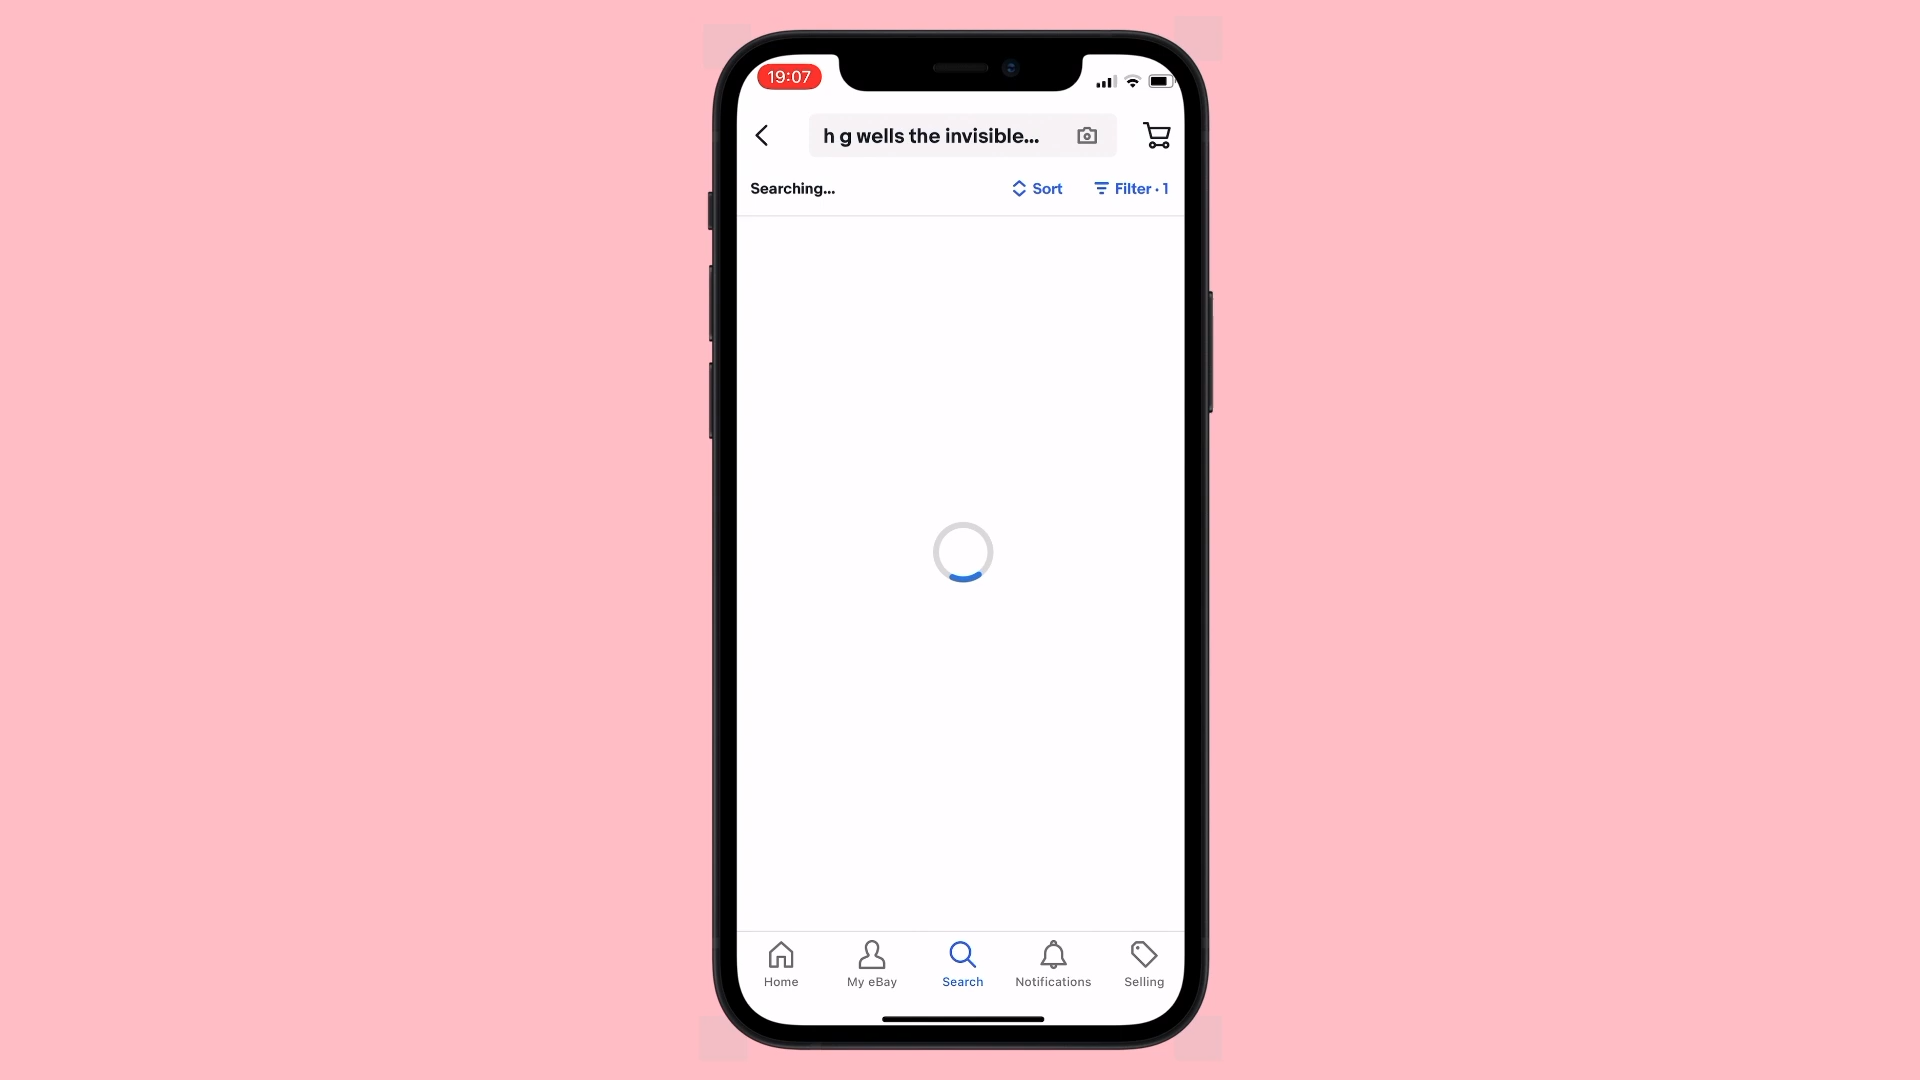 19:07
h g wells the invisible...
Searching...
Sort
Filter · 1
Home
My eBay
Search
Notifications
Selling